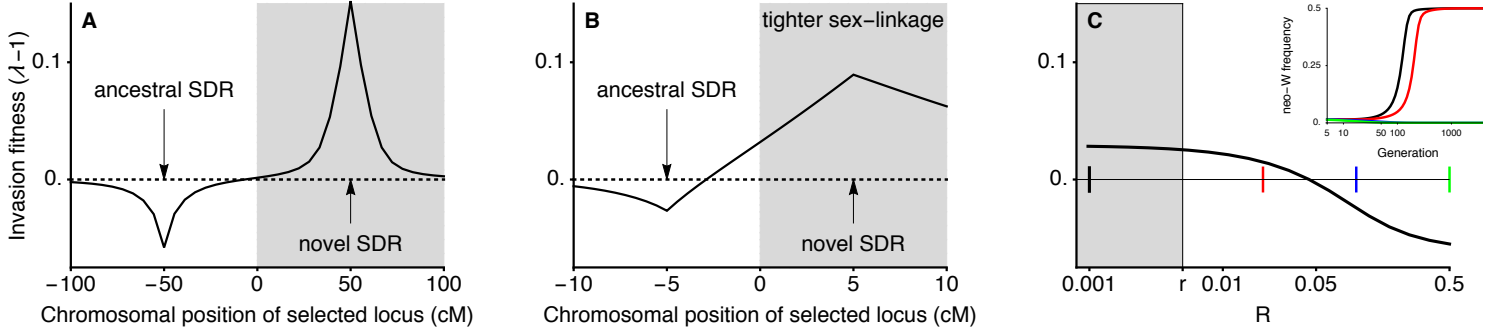 A
Invasion fitness (λ−1)
0.1
0.
ancestral SDR
novel SDR
−100
−50
0
50
100
Chromosomal position of selected locus (cM)
B
tighter sex−linkage
0.1
0.
ancestral SDR
novel SDR
−10
−5
0
5
10
Chromosomal position of selected locus (cM)
C
0.1
0.
0.001
r
0.01
0.05
0.5
R
neo−W frequency
0.5
0.25
0.
5
10
50
100
1000
Generation